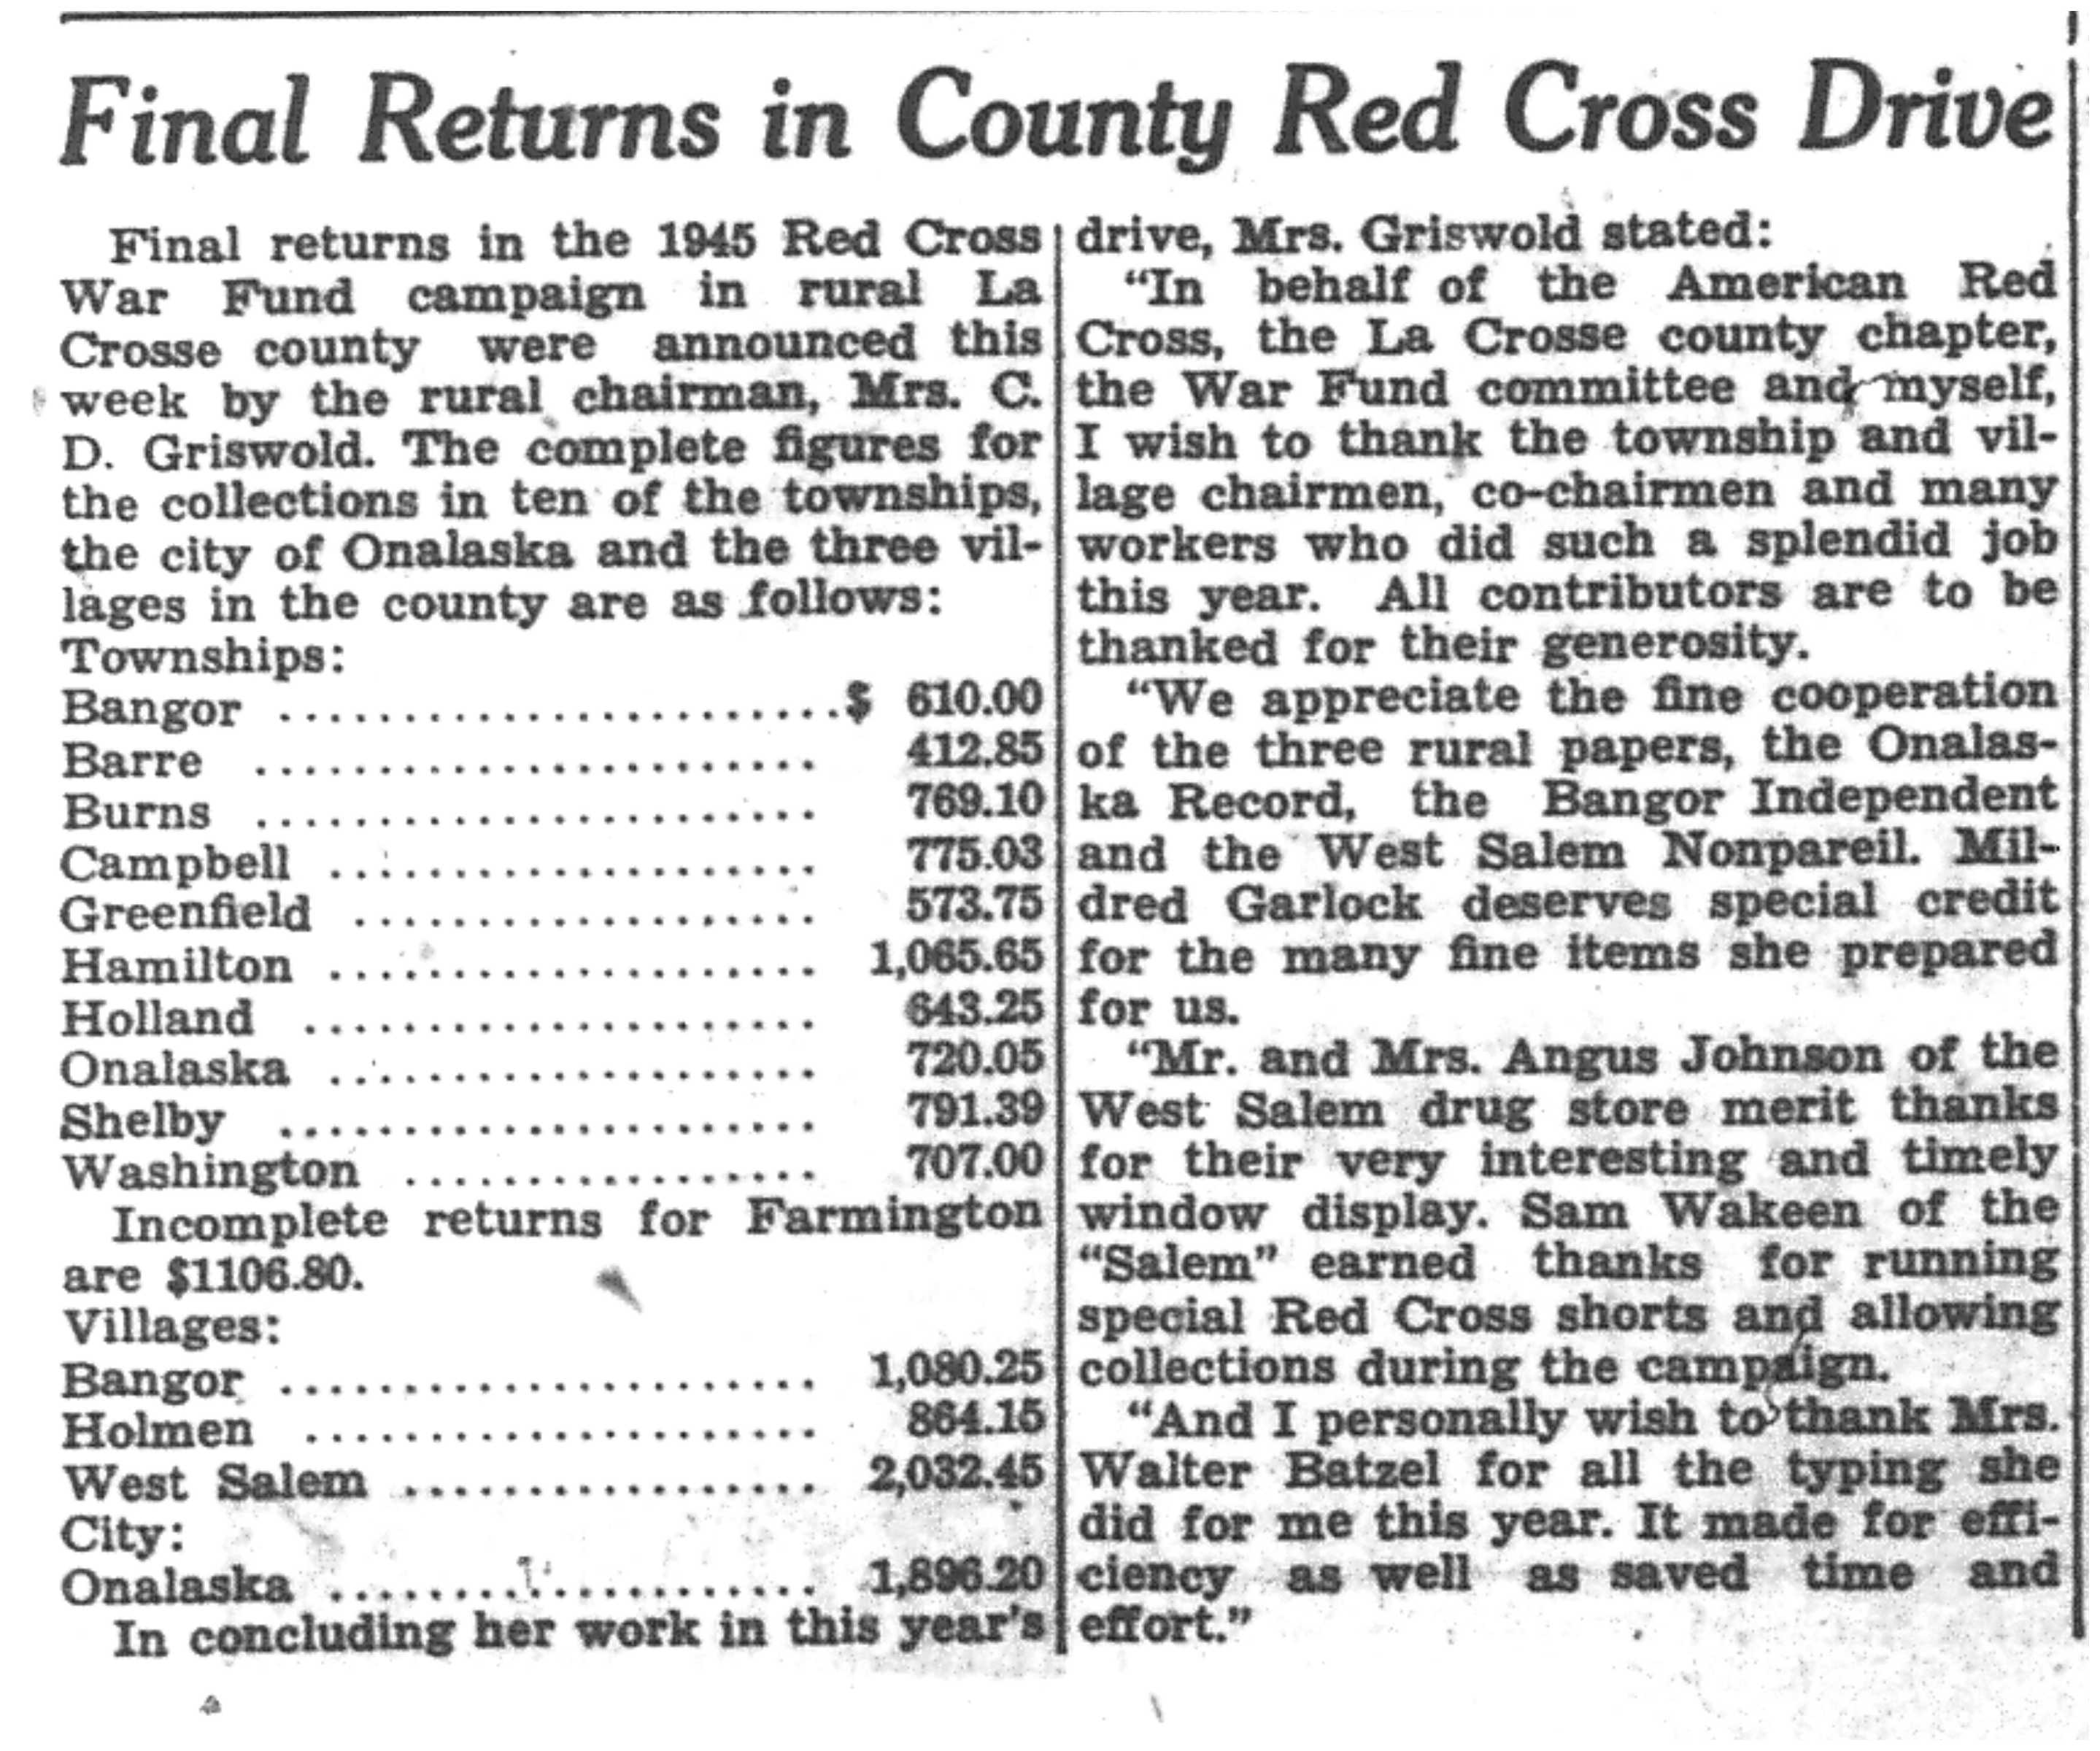 Final Returns in County Red Cross Drive
Final returns in the 1945 Red Cross
War Fund campaign in rural La
Crosse county were announced this
week by the rural chairman, Mrs. C.
D. Griswold. The complete figures for
the collections in ten of the townships,
the city of Onalaska and the three vil-
lages in the county are as follows:
Townships:
Bangor .......................$ 610.00
Barre ....................... 412.85
Burns ....................... 769.10
Campbell .................... 775.03
Greenfield ................... 573.75
Hamilton .................... 1,065.65
Holland ..................... 643.25
Onalaska .................... 720.05
Shelby ...................... 791.39
Washington ................. 707.00
Incomplete returns for Farmington
are $1106.80.
Villages:
Bangor ...................... 1,080.25
Holmen ..................... 864.15
West Salem ................. 2,032.45
City:
Onalaska .................... 1,896.20
In concluding her work in this year's
drive, Mrs. Griswold stated:
"In behalf of the American Red
Cross, the La Crosse county chapter,
the War Fund committee and myself,
I wish to thank the township and vil-
lage chairmen, co-chairmen and many
workers who did such a splendid job
this year. All contributors are to be
thanked for their generosity.
"We appreciate the fine cooperation
of the three rural papers, the Onalas-
ka Record, the Bangor Independent
and the West Salem Nonpareil. Mil-
dred Garlock deserves special credit
for the many fine items she prepared
for us.
"Mr. and Mrs. Angus Johnson of the
West Salem drug store merit thanks
for their very interesting and timely
window display. Sam Wakeen of the
"Salem" earned thanks for running
special Red Cross shorts and allowing
collections during the campaign.
"And I personally wish to thank Mrs.
Walter Batzel for all the typing she
did for me this year. It made for effi-
ciency as well as saved time and
effort."